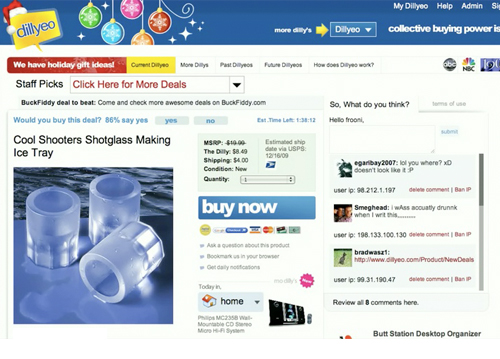 My Dillyeo Help Admin
dillyeo
more dilly's Dillyeo collective buying power is
We have holiday gift ideas! Current Dillyeo More Dillys Past Dillyeos Future Dillyeos How does Dillyeo work? abc NBC
Staff Picks Click Here for More Deals
BuckFiddy deal to beat: Come and check more awesome deals on BuckFiddy.com
Would you buy this deal? 86% say yes yes no Est.Time Left: 1:38:12
Cool Shooters Shotglass Making
Ice Tray
MSRP: $19.99
The Dilly: $8.49
Shipping: $4.00
Condition: New
Quantity: 1
Estimated ship
date via USPS:
12/16/09
buy now
Ask a question about this product
Bookmark us in your browser
Get daily notifications
more dilly's
Today in,
home
Philips MC235B Wall-
Mountable CD Stereo
Micro Hi-Fi System
So, What do you think? terms of use
Hello frooni,
submit
egaribay2007: lol you where? xD
doesn't look like it :P
user ip: 98.212.1.197 delete comment | Ban IP
Smeghead: i wAss accuatly drunnk
when I writ this,,,,,,,,,,
user ip: 198.133.100.130 delete comment | Ban IP
bradwasz1:
http://www.dillyeo.com/Product/NewDeals
user ip: 99.31.190.47 delete comment | Ban IP
Review all 8 comments here.
Butt Station Desktop Organizer